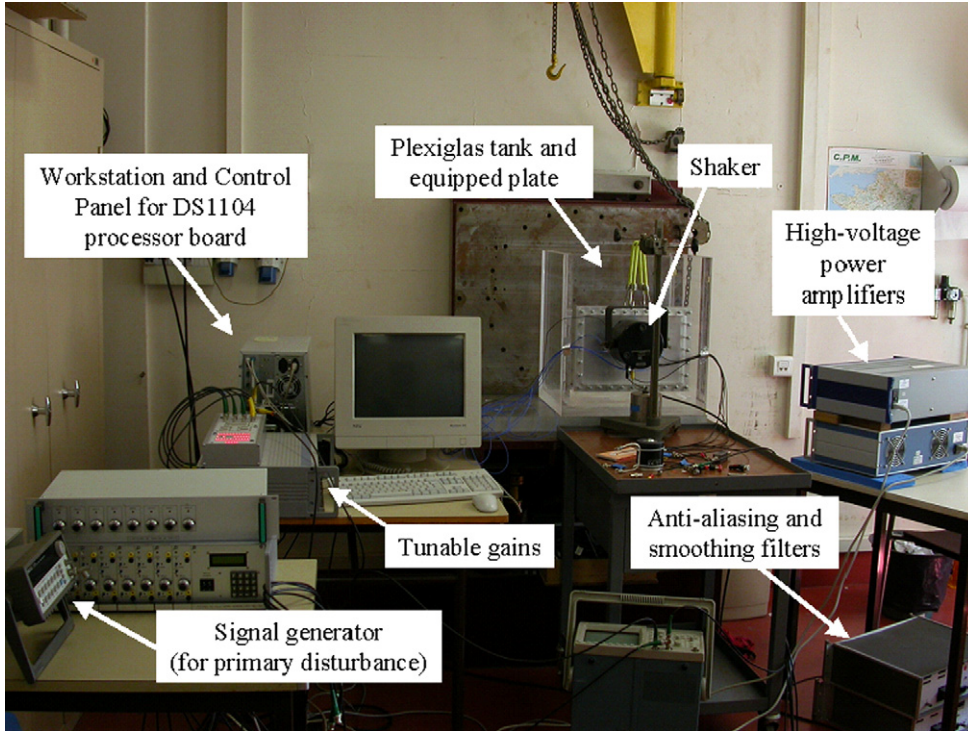 Plexiglas tank and
equipped plate
Shaker
C.P.M.
Workstation and Control
Panel for DS1104
processor board
High-voltage
power
amplifiers
Tunable gains
Anti-aliasing and
smoothing filters
Signal generator
(for primary disturbance)